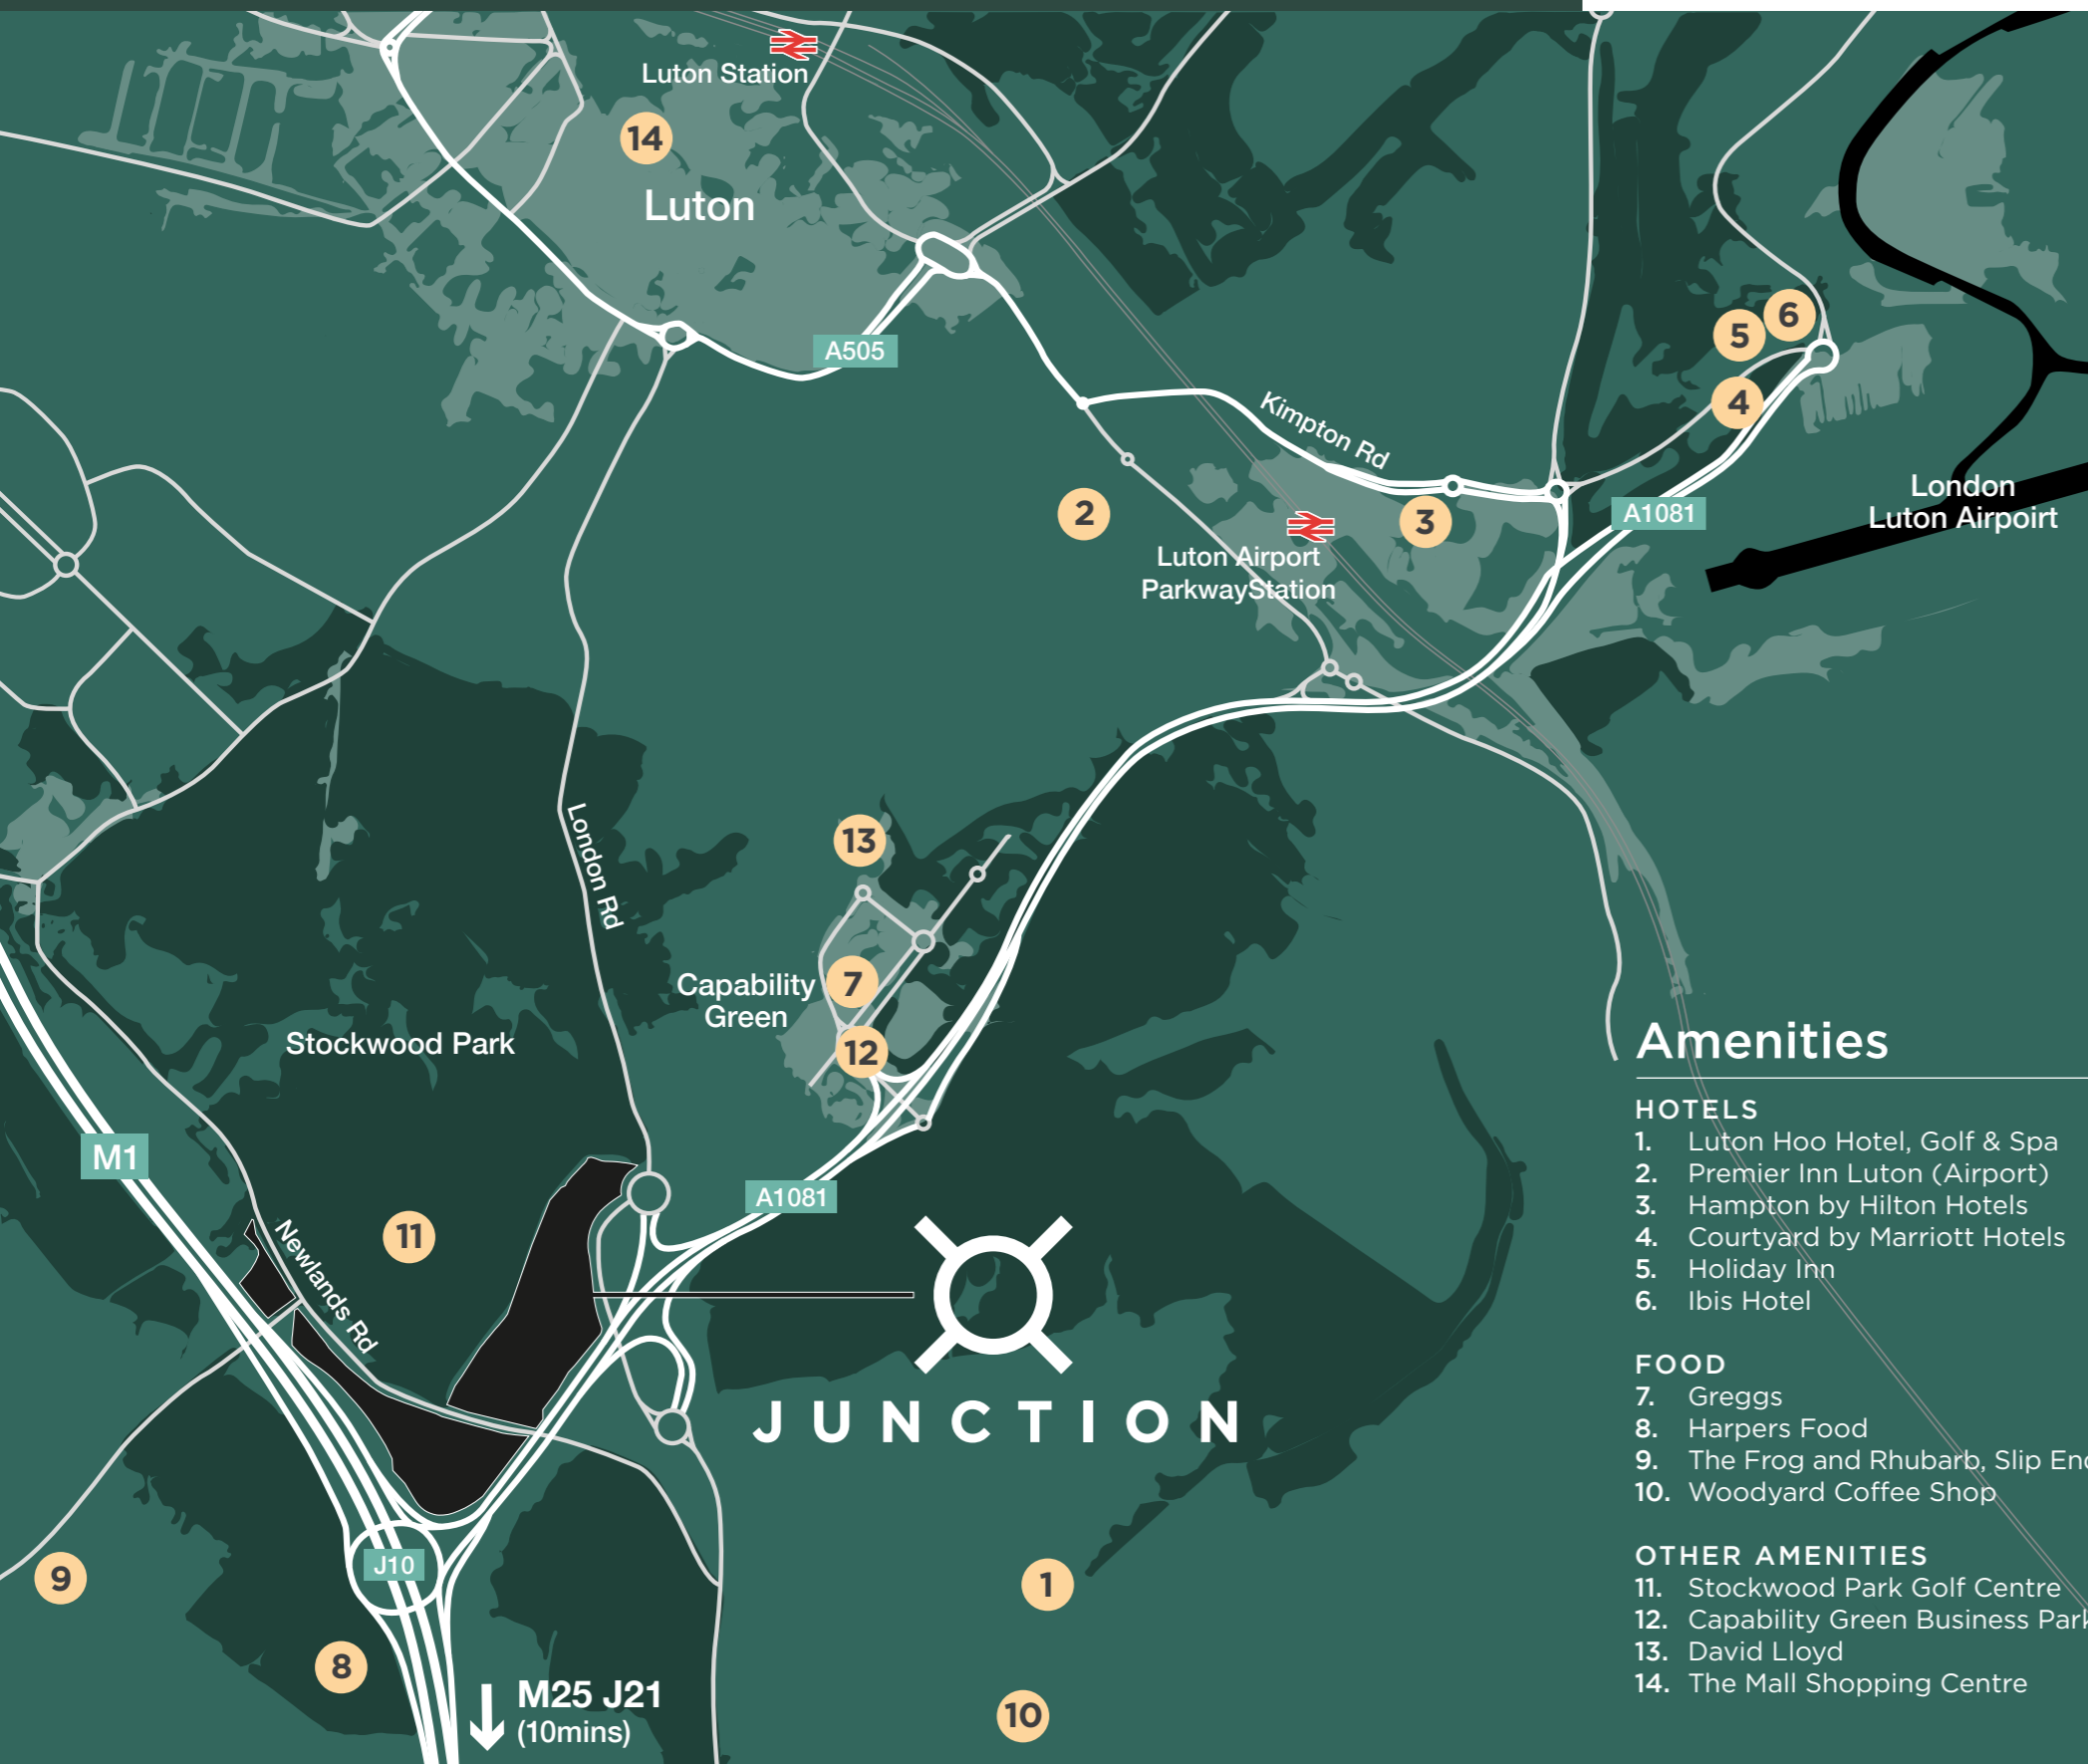 Luton Station
14
Luton
A505
6
5
4
Kimpton Rd
2
3
A1081
London
Luton Airpoirt
Luton Airport
ParkwayStation
London Rd
13
7
Capability
Green
12
Stockwood Park
M1
A1081
11
Newlands Rd
JUNCTION
J10
9
8
1
10
M25 J21
(10mins)
Amenities
HOTELS
1. Luton Hoo Hotel, Golf & Spa
2. Premier Inn Luton (Airport)
3. Hampton by Hilton Hotels
4. Courtyard by Marriott Hotels
5. Holiday Inn
6. Ibis Hotel
FOOD
7. Greggs
8. Harpers Food
9. The Frog and Rhubarb, Slip
10. Woodyard Coffee Shop
OTHER AMENITIES
11. Stockwood Park Golf Centre
12. Capability Green Business Park
13. David Lloyd
14. The Mall Shopping Centre